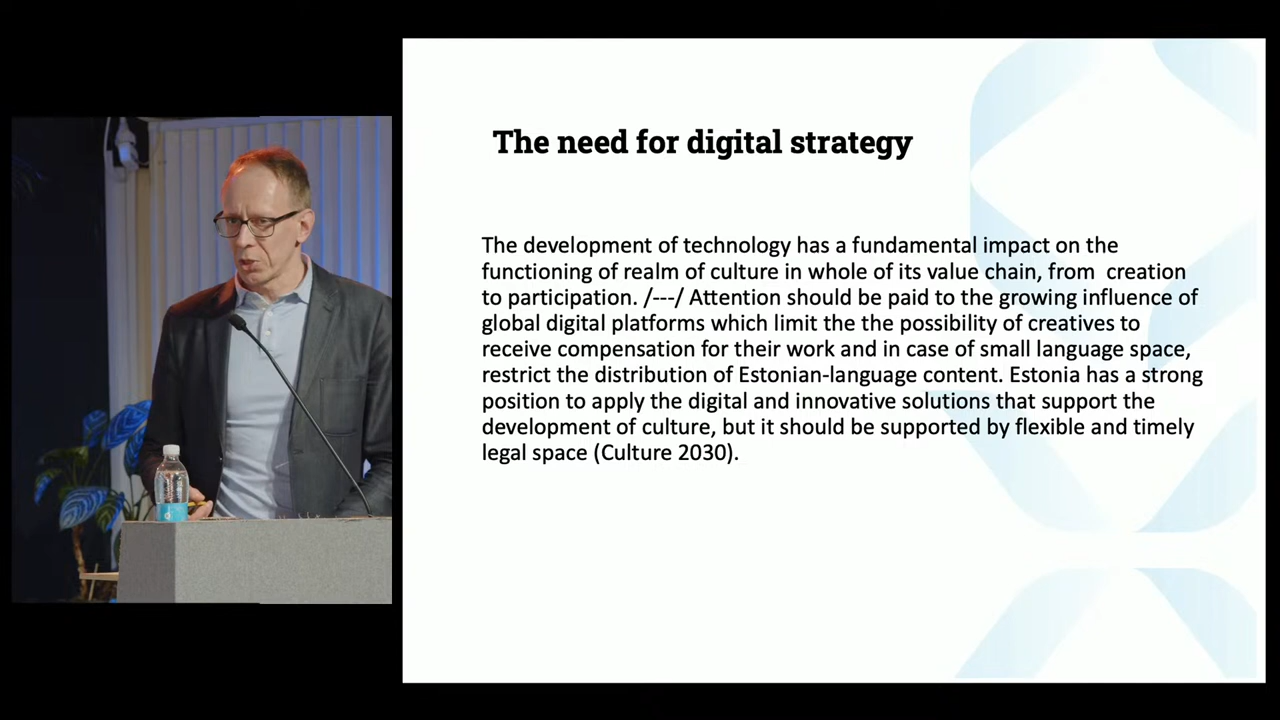 The need for digital strategy
The development of technology has a fundamental impact on the
functioning of realm of culture in whole of its value chain, from  creation
to participation. /---/ Attention should be paid to the growing influence of
global digital platforms which limit the the possibility of creatives to
receive compensation for their work and in case of small language space,
restrict the distribution of Estonian-language content. Estonia has a strong
position to apply the digital and innovative solutions that support the
development of culture, but it should be supported by flexible and timely
legal space (Culture 2030).